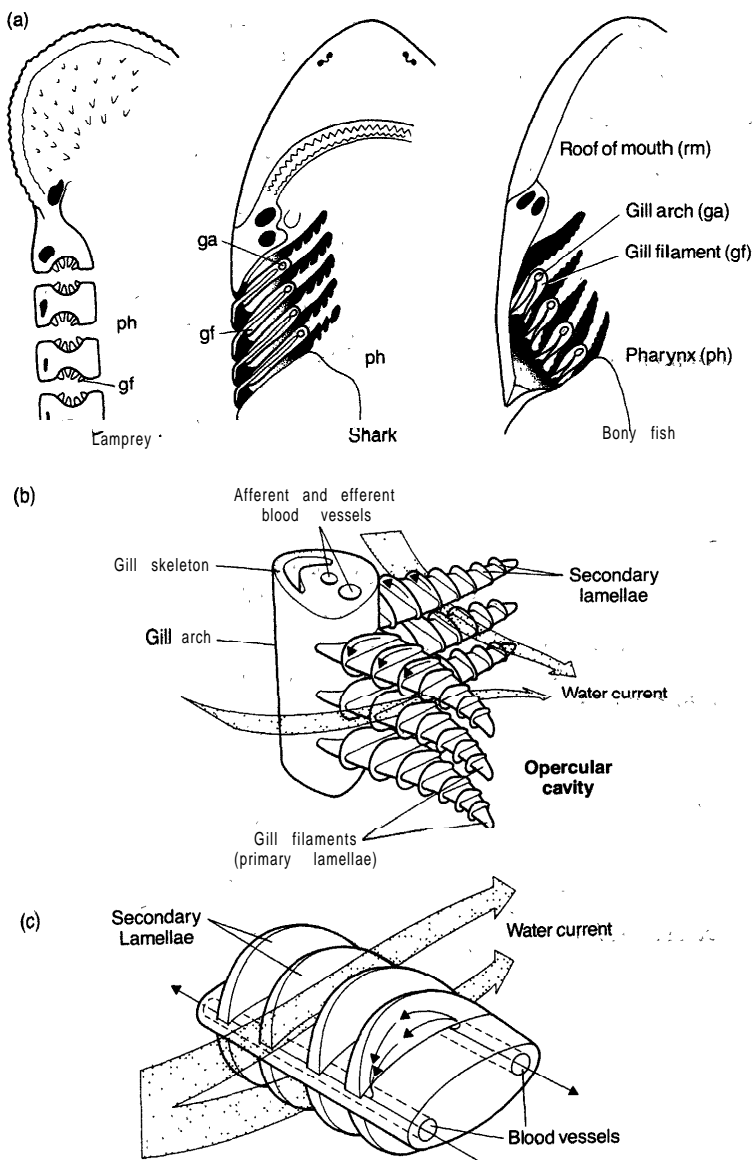 (a)
Roof of mouth (rm)
Gill arch (ga)
Gill filament (gf)
ga
gf
ph
gf
ph
Pharynx (ph)
Lamprey
Shark
Bony fish
(b)
Afferent and efferent
blood vessels
Gill skeleton
Gill arch
Secondary
lamellae
Water current
Opercular
cavity
Gill filaments
(primary lamellae)
(c)
Secondary
Lamellae
Water current
Blood vessels